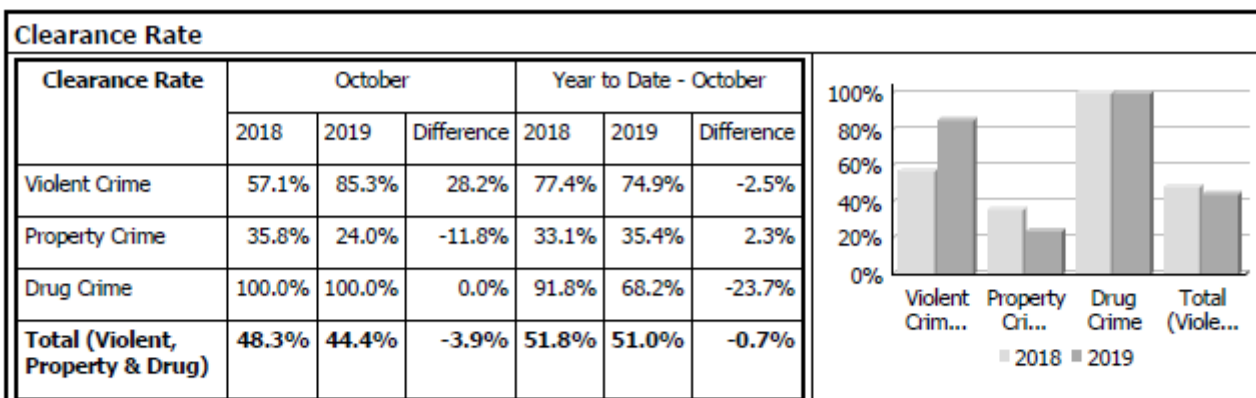 Clearance Rate
Clearance Rate October Year to Date - October
2018 2019 Difference 2018 2019 Difference
Violent Crime 57.1% 85.3% 28.2% 77.4% 74.9% -2.5%
Property Crime 35.8% 24.0% -11.8% 33.1% 35.4% 2.3%
Drug Crime 100.0% 100.0% 0.0% 91.8% 68.2% -23.7%
Total (Violent, 48.3% 44.4% -3.9% 51.8% 51.0% -0.7%
Property & Drug)
100%
80%
60%
40%
20%
0%
Violent Property Drug Total
Crim... Cri... Crime (Viole...
2018 2019